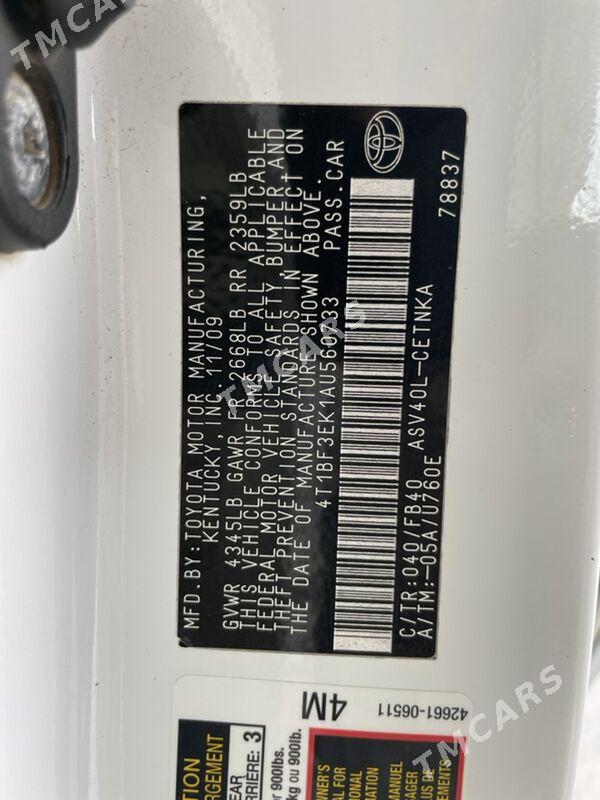 MFD. BY: TOYOTA MOTOR MANUFACTURING,
KENTUCKY, INC. 11/09
GVWR 4345LB GAWR FR 2668LB RR 2359LB
THIS VEHICLE CONFORMS TO ALL APPLICABLE
FEDERAL MOTOR VEHICLE SAFETY, BUMPER AND
THEFT PREVENTION STANDARDS IN EFFECT ON
THE DATE OF MANUFACTURE SHOWN ABOVE.
PASS. CAR
C/TR: 040/FB40 ASV40L-CETNKA
A/TM: -05A/U760E
78837
4M
42661-06511
3
TMCARS
TMCARS
TMCARS
TMCARS
TMCARS